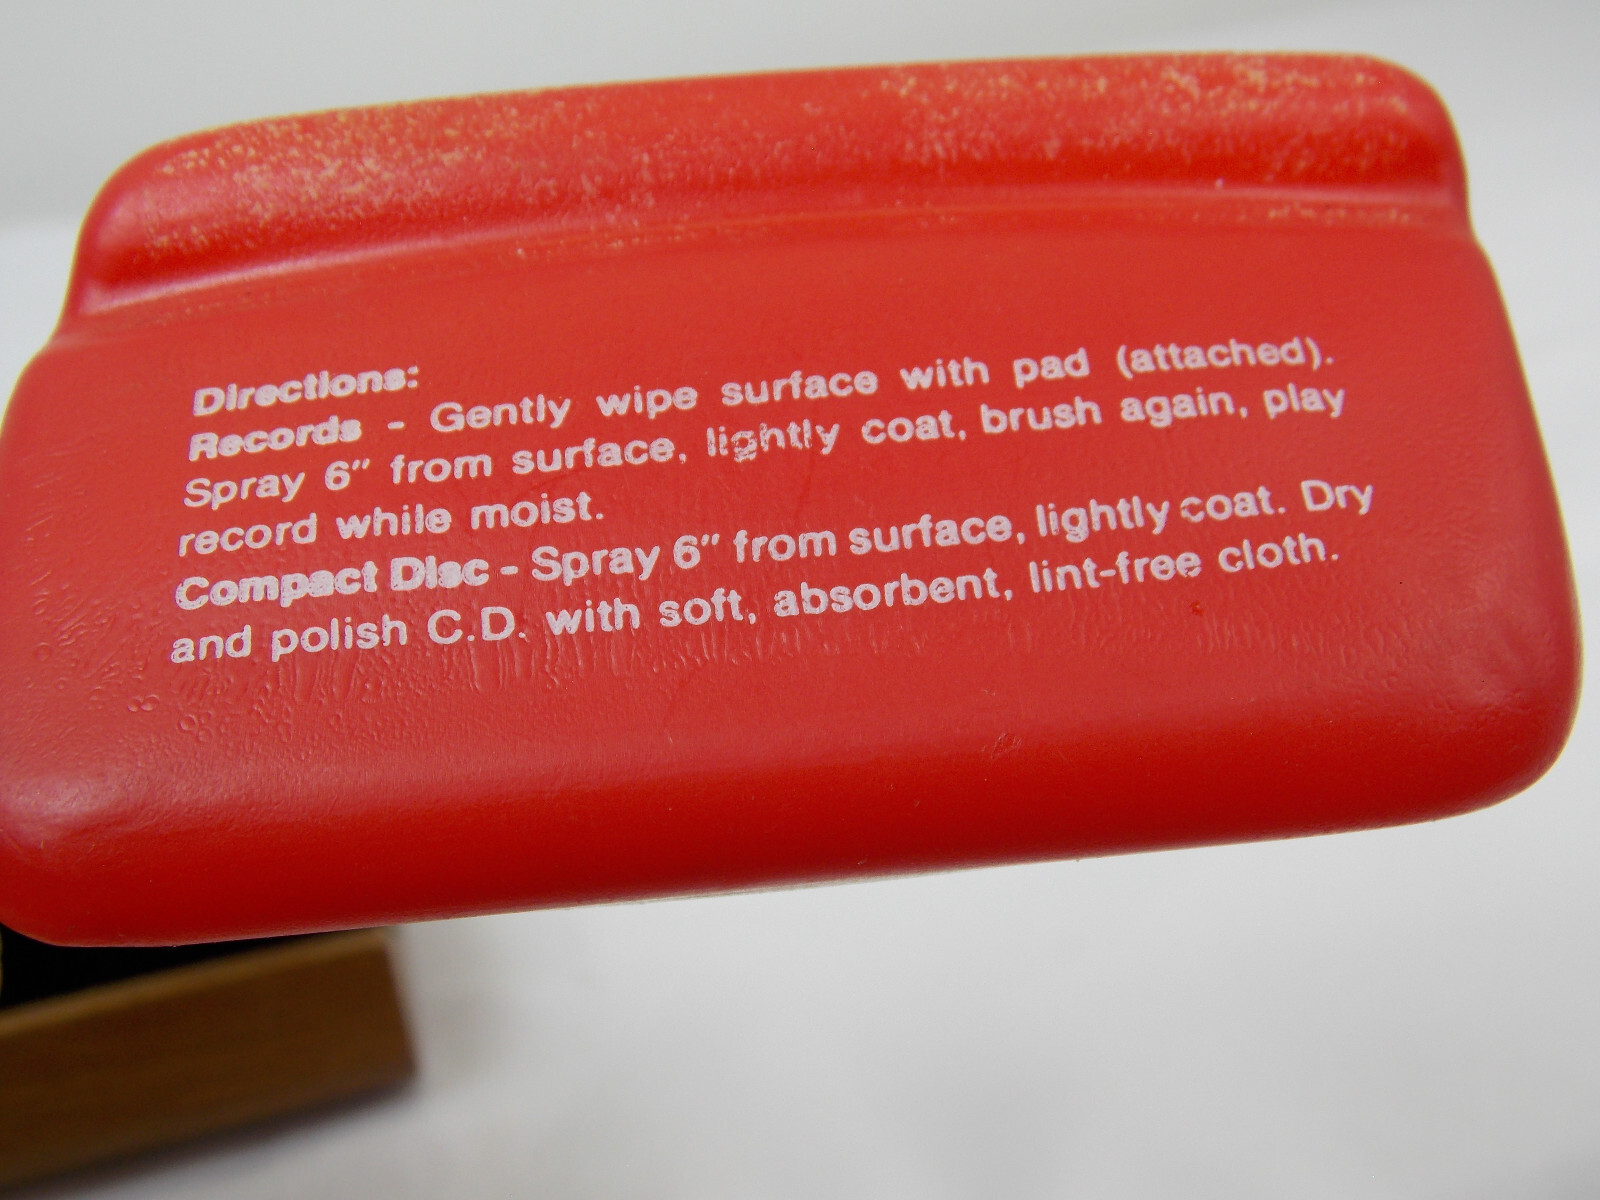 Directions:
Records - Gently wipe surface with pad (attached).
Spray 6" from surface, lightly coat, brush again, play
record while moist.
Compact Disc - Spray 6" from surface, lightly coat. Dry
and polish C.D. with soft, absorbent, lint-free cloth.